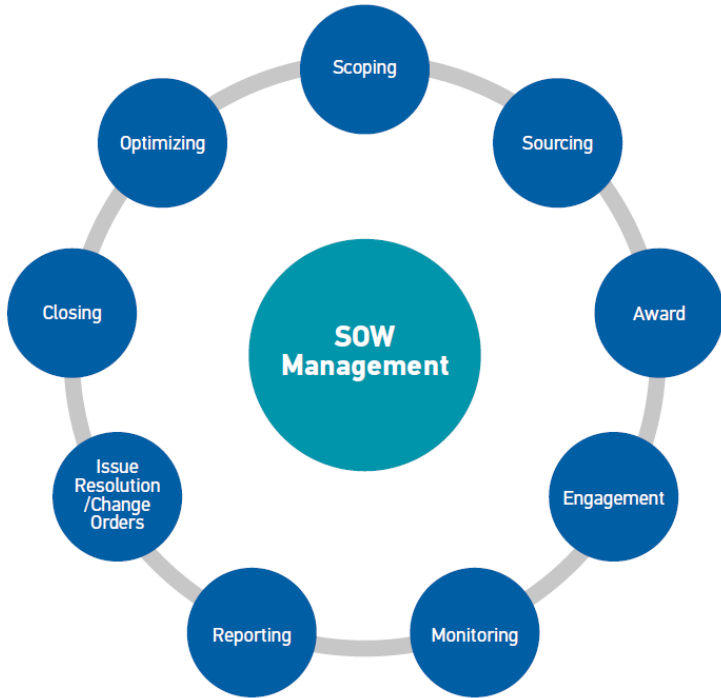 Scoping
Sourcing
Award
Engagement
Monitoring
Reporting
Issue
Resolution
/Change
Orders
Closing
Optimizing
SOW
Management